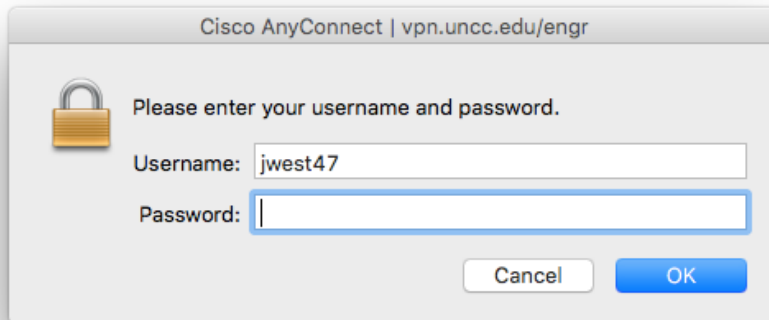 Cisco AnyConnect | vpn.uncc.edu/engr
Please enter your username and password.
Username: jwest47
Password:
Cancel OK